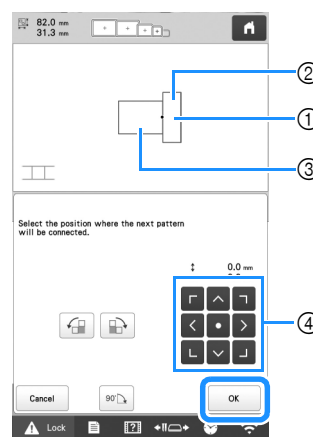 82.0 mm
31.3 mm
②
①
③
Select the position where the next pattern
will be connected.
↕ 0.0 mm
④
Cancel
90°
OK
Lock